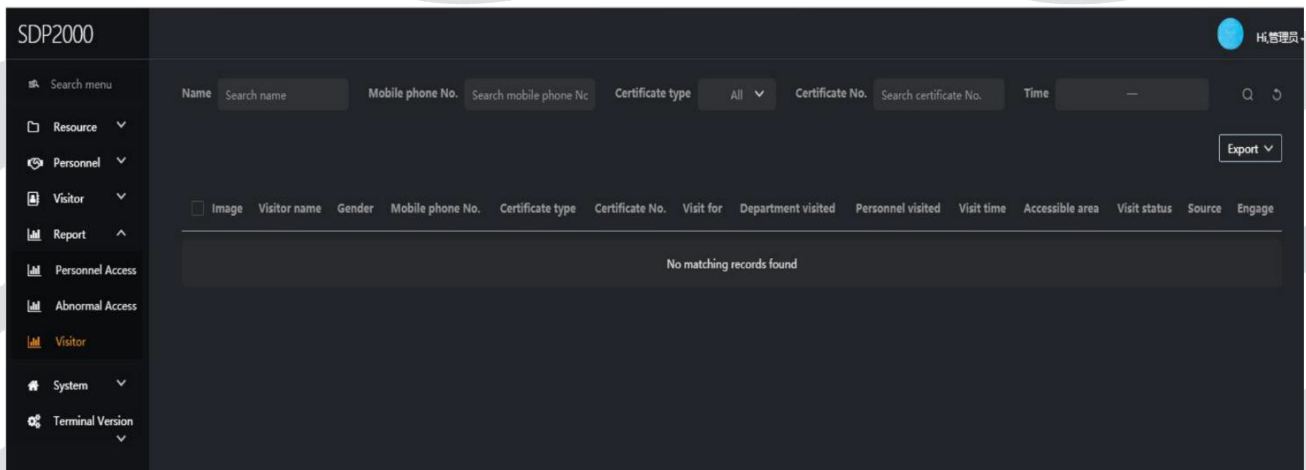 SDP2000
Hi,管理员
Search menu
Name Search name Mobile phone No. Search mobile phone Nc Certificate type All Certificate No. Search certificate No. Time —
Resource
Export
Personnel
Visitor
Image Visitor name Gender Mobile phone No. Certificate type Certificate No. Visit for Department visited Personnel visited Visit time Accessible area Visit status Source Engage
Report
No matching records found
Personnel Access
Abnormal Access
Visitor
System
Terminal Version